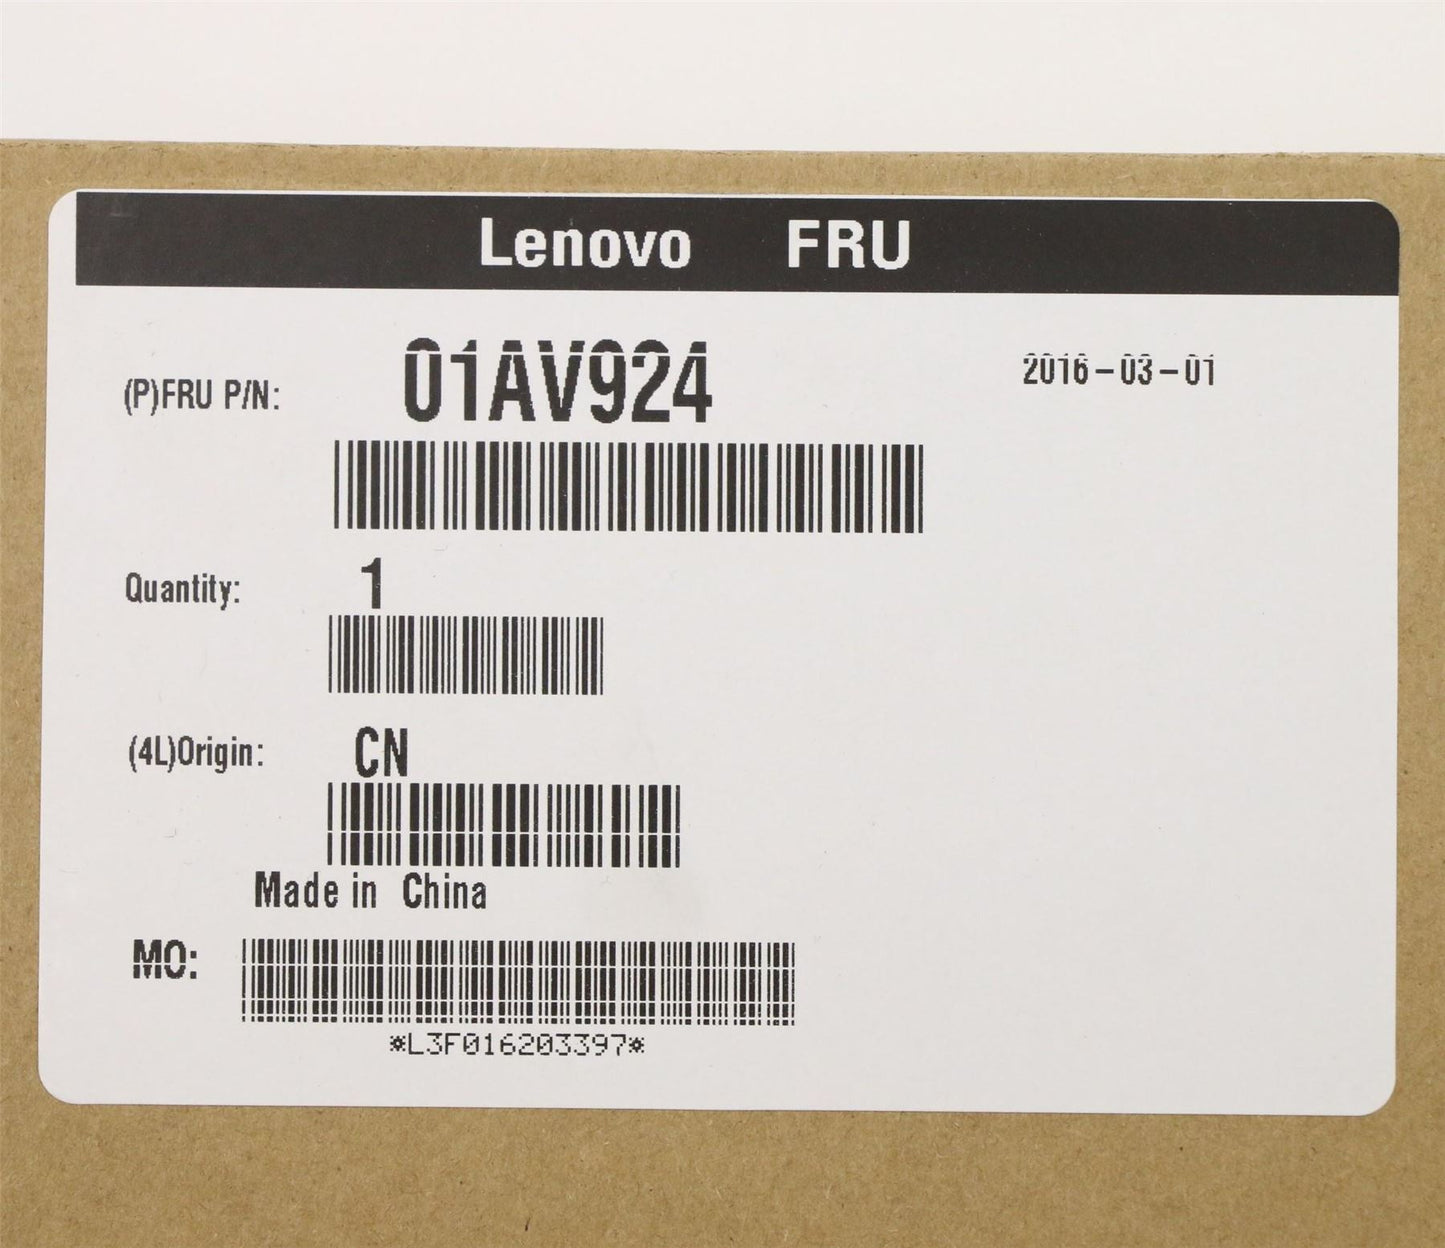 Lenovo FRU
(P)FRU P/N: 01AV924 2016-03-01
Quantity: 1
(4L)Origin: CN
Made in China
MO:
*L3F016203397*